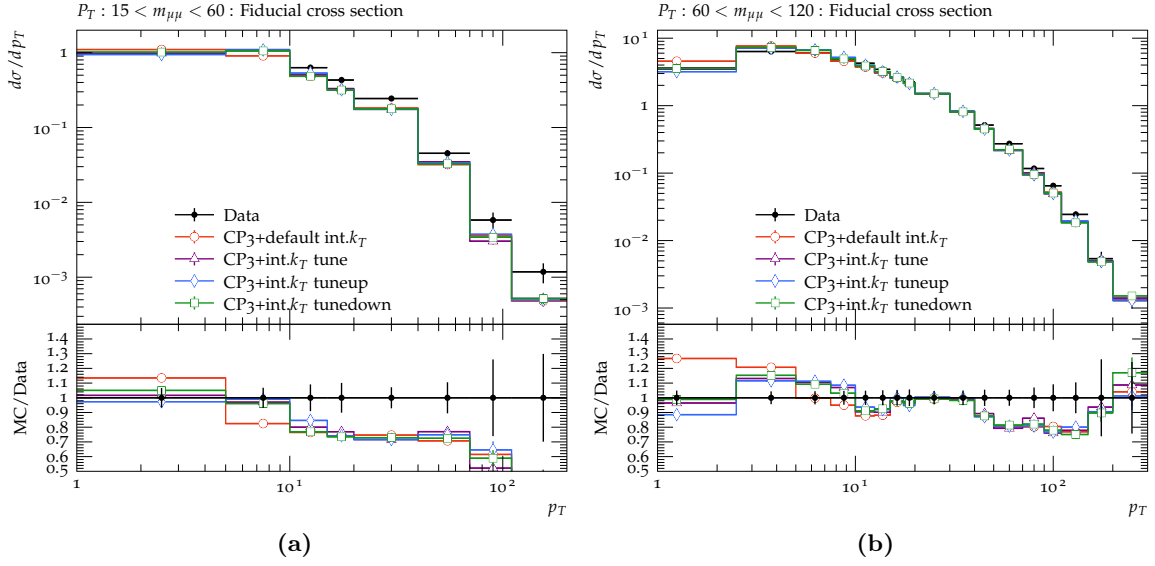 P_T : 15 < m_μμ < 60 : Fiducial cross section
dσ/dp_T
1
10^−1
10^−2
10^−3
Data
CP3+default int.k_T
CP3+int.k_T tune
CP3+int.k_T tuneup
CP3+int.k_T tunedown
MC/Data
1.4
1.3
1.2
1.1
1
0.9
0.8
0.7
0.6
0.5
1
10^1
10^2
p_T
(a)
P_T : 60 < m_μμ < 120 : Fiducial cross section
dσ/dp_T
10^1
1
10^−1
10^−2
10^−3
Data
CP3+default int.k_T
CP3+int.k_T tune
CP3+int.k_T tuneup
CP3+int.k_T tunedown
MC/Data
1.4
1.3
1.2
1.1
1
0.9
0.8
0.7
0.6
0.5
1
10^1
10^2
p_T
(b)